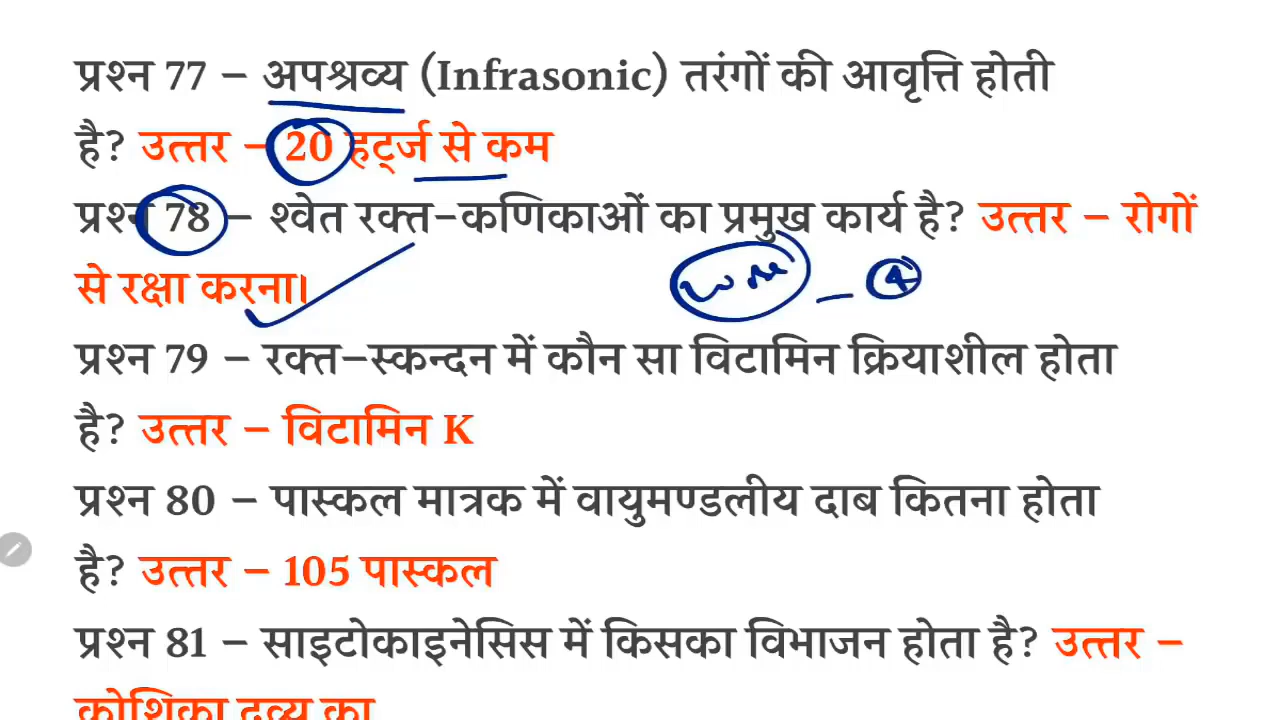 प्रश्न 77 – अपश्रव्य (Infrasonic) तरंगों की आवृत्ति होती
है? उत्तर – 20 हर्ट्ज से कम
प्रश्न 78 – श्वेत रक्त-कणिकाओं का प्रमुख कार्य है? उत्तर – रोगों
से रक्षा करना।
4
प्रश्न 79 – रक्त-स्कन्दन में कौन सा विटामिन क्रियाशील होता
है? उत्तर – विटामिन K
प्रश्न 80 – पास्कल मात्रक में वायुमण्डलीय दाब कितना होता
है? उत्तर – 105 पास्कल
प्रश्न 81 – साइटोकाइनेसिस में किसका विभाजन होता है? उत्तर –
कोशिका द्रव्य का